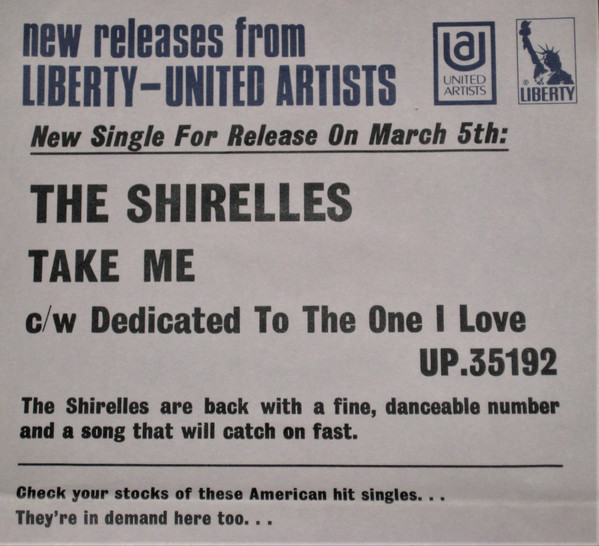 new releases from
LIBERTY-UNITED ARTISTS
ua
UNITED
ARTISTS
® LIBERTY
New Single For Release On March 5th:
THE SHIRELLES
TAKE ME
c/w Dedicated To The One I Love
UP.35192
The Shirelles are back with a fine, danceable number
and a song that will catch on fast.
Check your stocks of these American hit singles. . .
They're in demand here too. . .